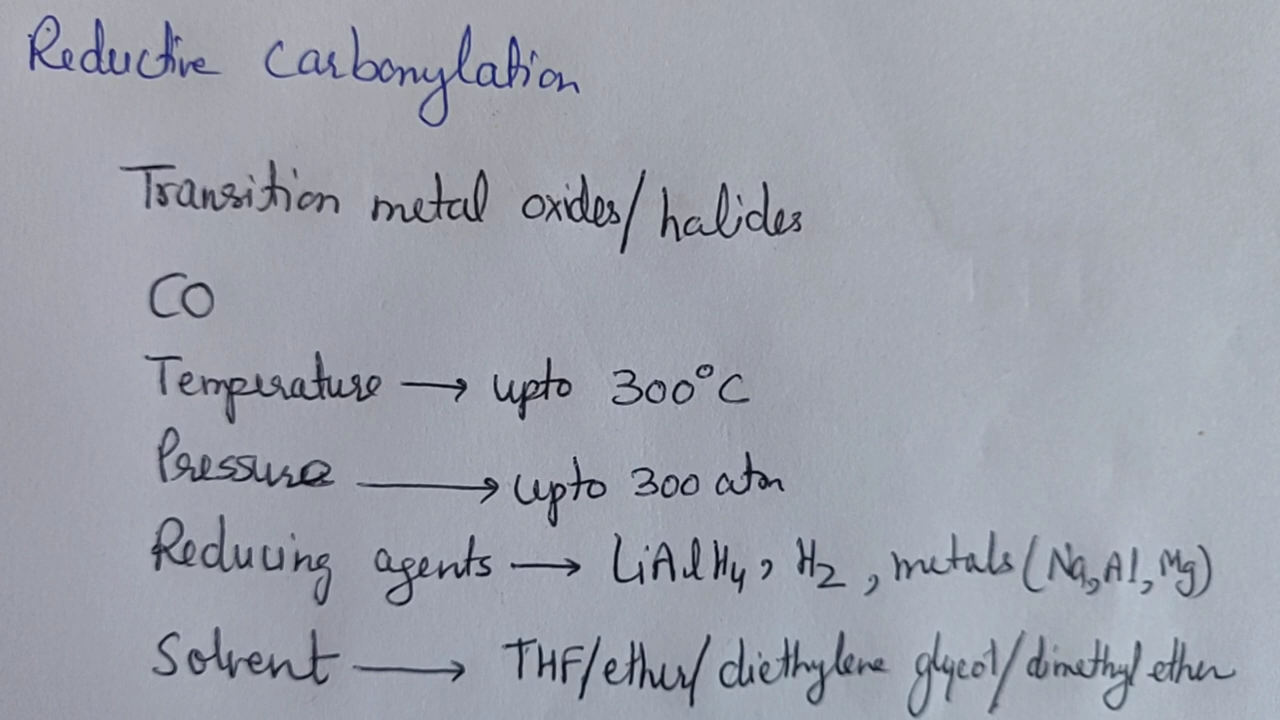 Reductive Carbonylation
Transition metal oxides/halides
CO
Temperature → upto 300°C
Pressure → upto 300 atm
Reducing agents → LiAlH₄, H₂, metals (Na, Al, Mg)
Solvent → THF/ether/diethylene glycol/dimethyl ether